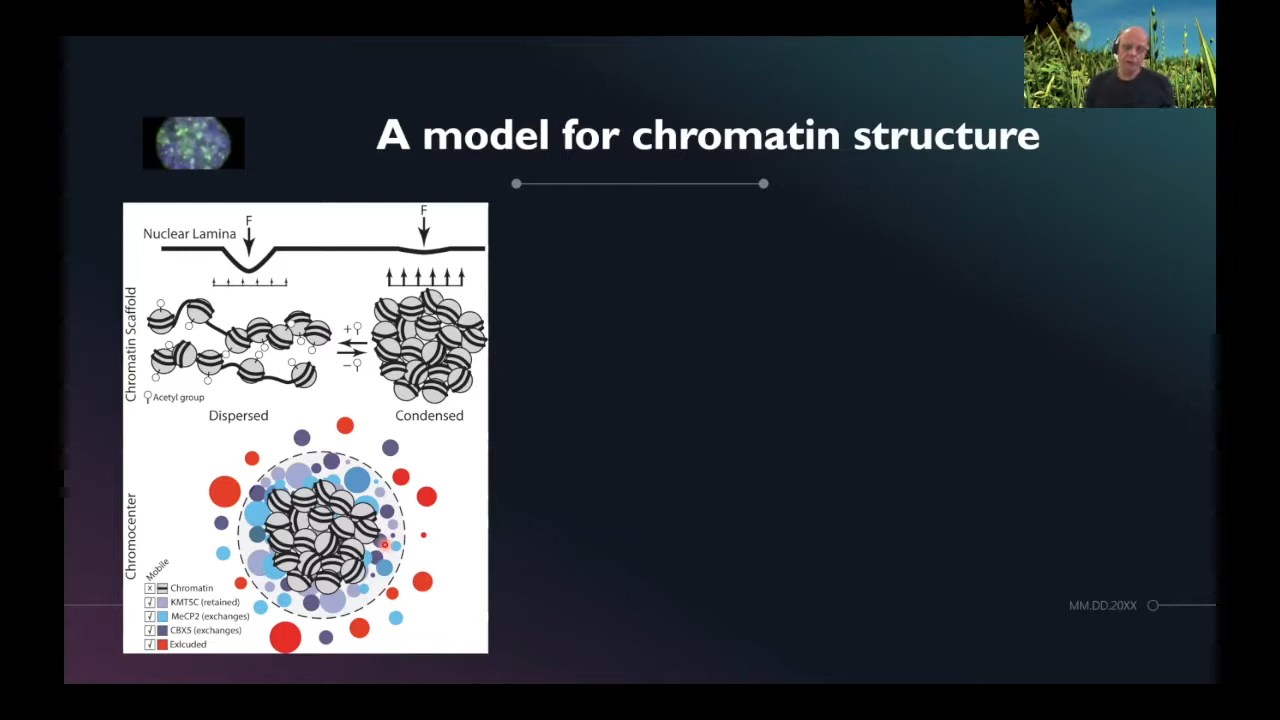 A model for chromatin structure
F
F
Nuclear Lamina
Chromatin Scaffold
+
−
Acetyl group
Dispersed
Condensed
Chromocenter
Mobile
x Chromatin
√ KMT5C (retained)
√ MeCP2 (exchanges)
√ CBX5 (exchanges)
√ Exlcuded
MM.DD.20XX